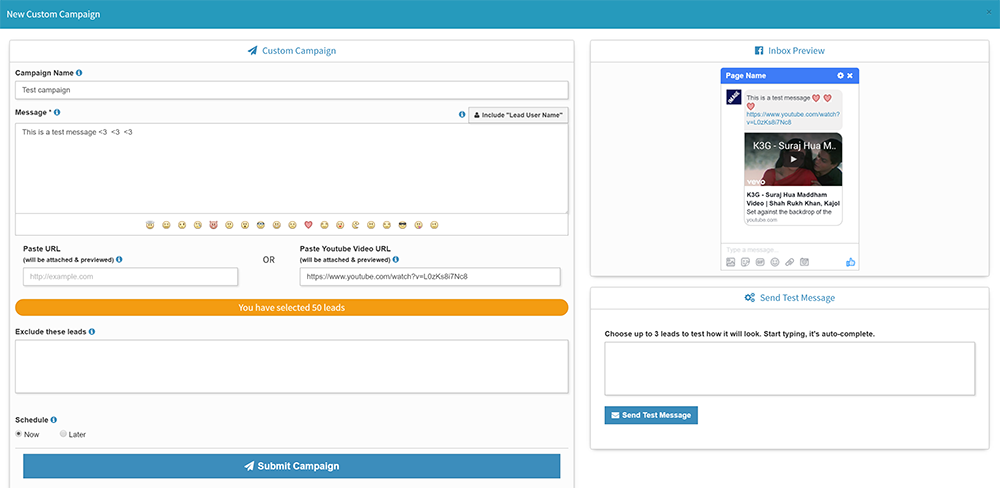 New Custom Campaign
×
Custom Campaign
Campaign Name
Test campaign
Message *
Include "Lead User Name"
This is a test message <3 <3 <3
Paste URL
(will be attached & previewed)
http://example.com
OR
Paste Youtube Video URL
(will be attached & previewed)
https://www.youtube.com/watch?v=L0zKs8i7Nc8
You have selected 50 leads
Exclude these leads
Schedule
Now
Later
Submit Campaign
Inbox Preview
Page Name
This is a test message
https://www.youtube.com/watch?
v=L0zKs8i7Nc8
K3G - Suraj Hua M..
vevo
K3G - Suraj Hua Maddham
Video | Shah Rukh Khan, Kajol
Set against the backdrop of the
youtube.com
Type a message...
Send Test Message
Choose up to 3 leads to test how it will look. Start typing, it's auto-complete.
Send Test Message